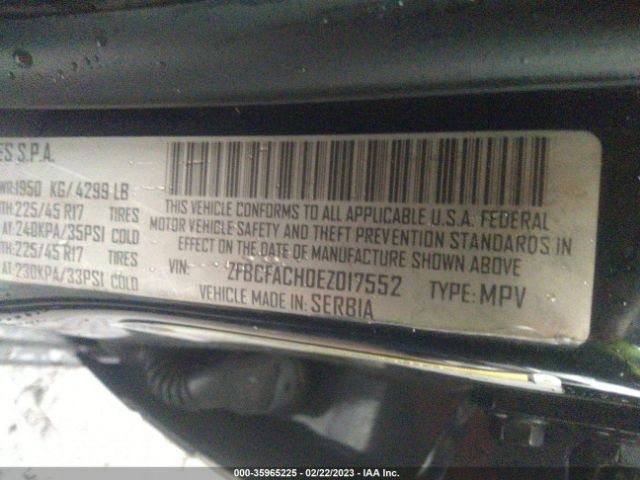 ES S.P.A.
WR:1950 KG/4299 LB
TH:225/45 R17 TIRES
AT:240KPA/35PSI COLD
TH:225/45 R17 TIRES
AT:230KPA/33PSI COLD
THIS VEHICLE CONFORMS TO ALL APPLICABLE U.S.A. FEDERAL
MOTOR VEHICLE SAFETY AND THEFT PREVENTION STANDARDS IN
EFFECT ON THE DATE OF MANUFACTURE SHOWN ABOVE
VIN: ZFBCFACH0EZ017552 TYPE: MPV
VEHICLE MADE IN: SERBIA
000-35965225 - 02/22/2023 - IAA Inc.